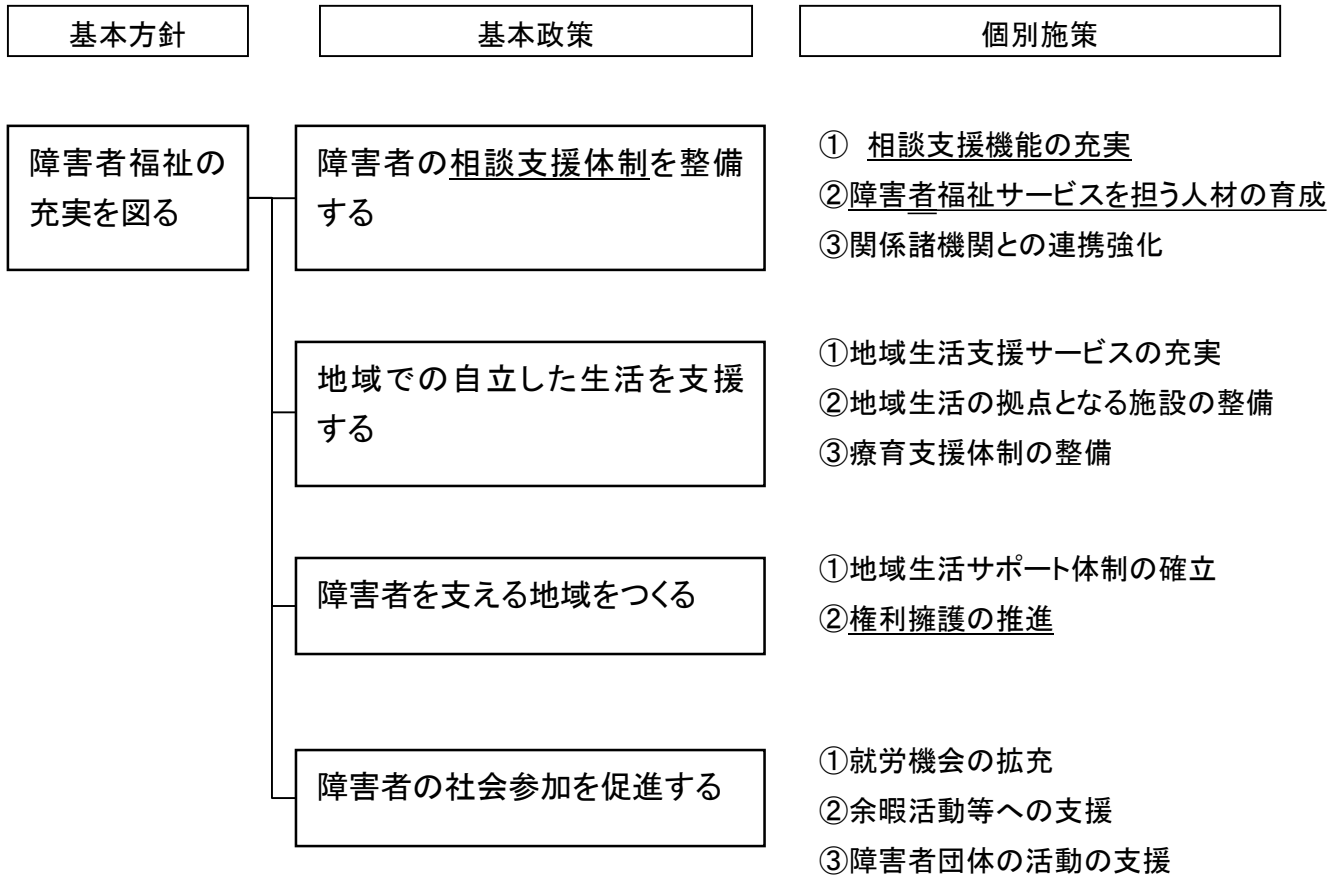 基本方針
基本政策
個別施策
障害者福祉の
充実を図る
障害者の相談支援体制を整備
する
① 相談支援機能の充実
②障害者福祉サービスを担う人材の育成
③関係諸機関との連携強化
地域での自立した生活を支援
する
①地域生活支援サービスの充実
②地域生活の拠点となる施設の整備
③療育支援体制の整備
障害者を支える地域をつくる
①地域生活サポート体制の確立
②権利擁護の推進
障害者の社会参加を促進する
①就労機会の拡充
②余暇活動等への支援
③障害者団体の活動の支援